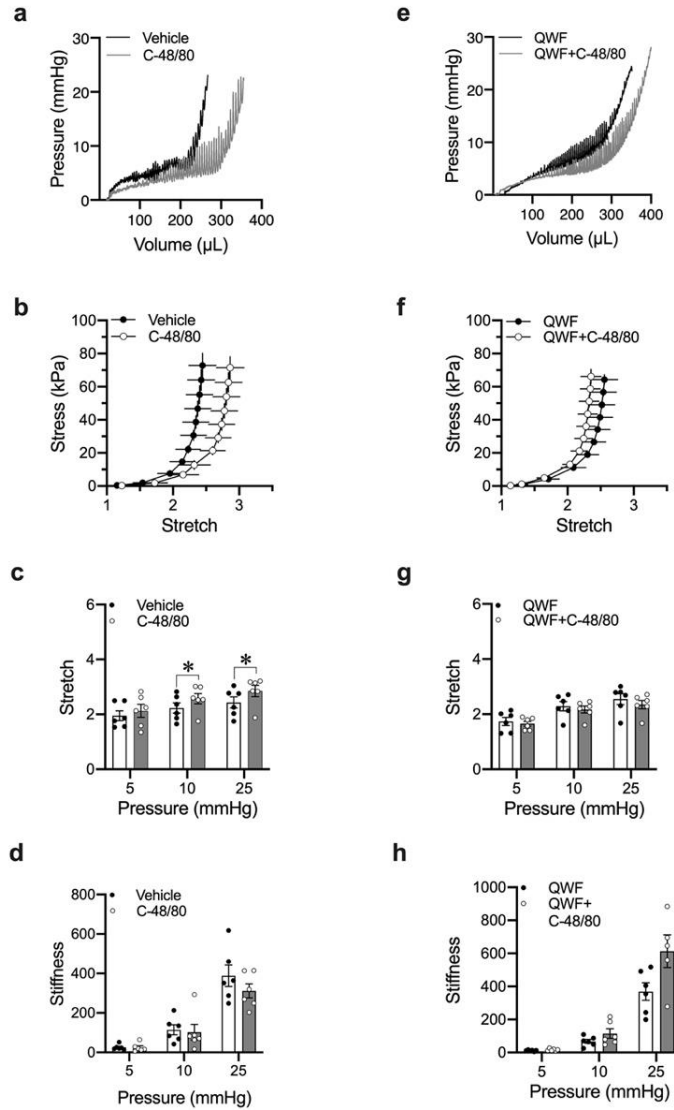 a
Vehicle
C-48/80
Pressure (mmHg)
30
20
10
0
100 200 300 400
Volume (µL)
e
QWF
QWF+C-48/80
Pressure (mmHg)
30
20
10
0
100 200 300 400
Volume (µL)
b
Vehicle
C-48/80
Stress (kPa)
100
80
60
40
20
0
1 2 3
Stretch
f
QWF
QWF+C-48/80
Stress (kPa)
100
80
60
40
20
0
1 2 3
Stretch
c
Vehicle
C-48/80
Stretch
6
4
2
0
* *
5 10 25
Pressure (mmHg)
g
QWF
QWF+C-48/80
Stretch
6
4
2
0
5 10 25
Pressure (mmHg)
d
Vehicle
C-48/80
Stiffness
800
600
400
200
0
5 10 25
Pressure (mmHg)
h
QWF
QWF+
C-48/80
Stiffness
1000
800
600
400
200
0
5 10 25
Pressure (mmHg)